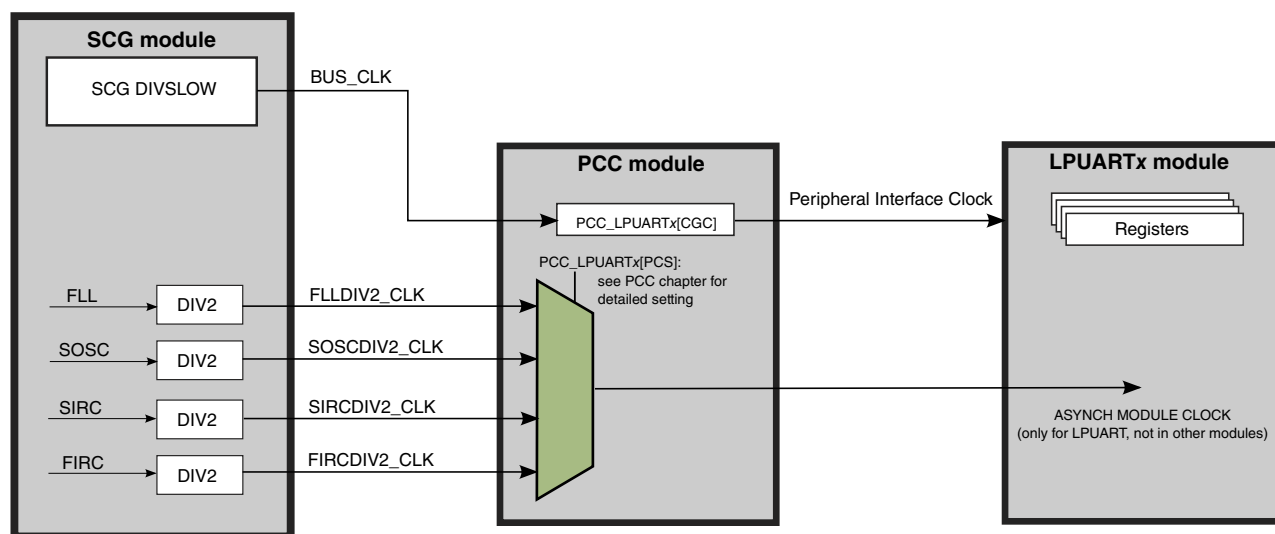 SCG module
SCG DIVSLOW
BUS_CLK
PCC module
PCC_LPUARTx[CGC]
Peripheral Interface Clock
LPUARTx module
Registers
PCC_LPUARTx[PCS]:
see PCC chapter for
detailed setting
FLL
DIV2
FLLDIV2_CLK
SOSC
DIV2
SOSCDIV2_CLK
SIRC
DIV2
SIRCDIV2_CLK
FIRC
DIV2
FIRCDIV2_CLK
ASYNCH MODULE CLOCK
(only for LPUART, not in other modules)